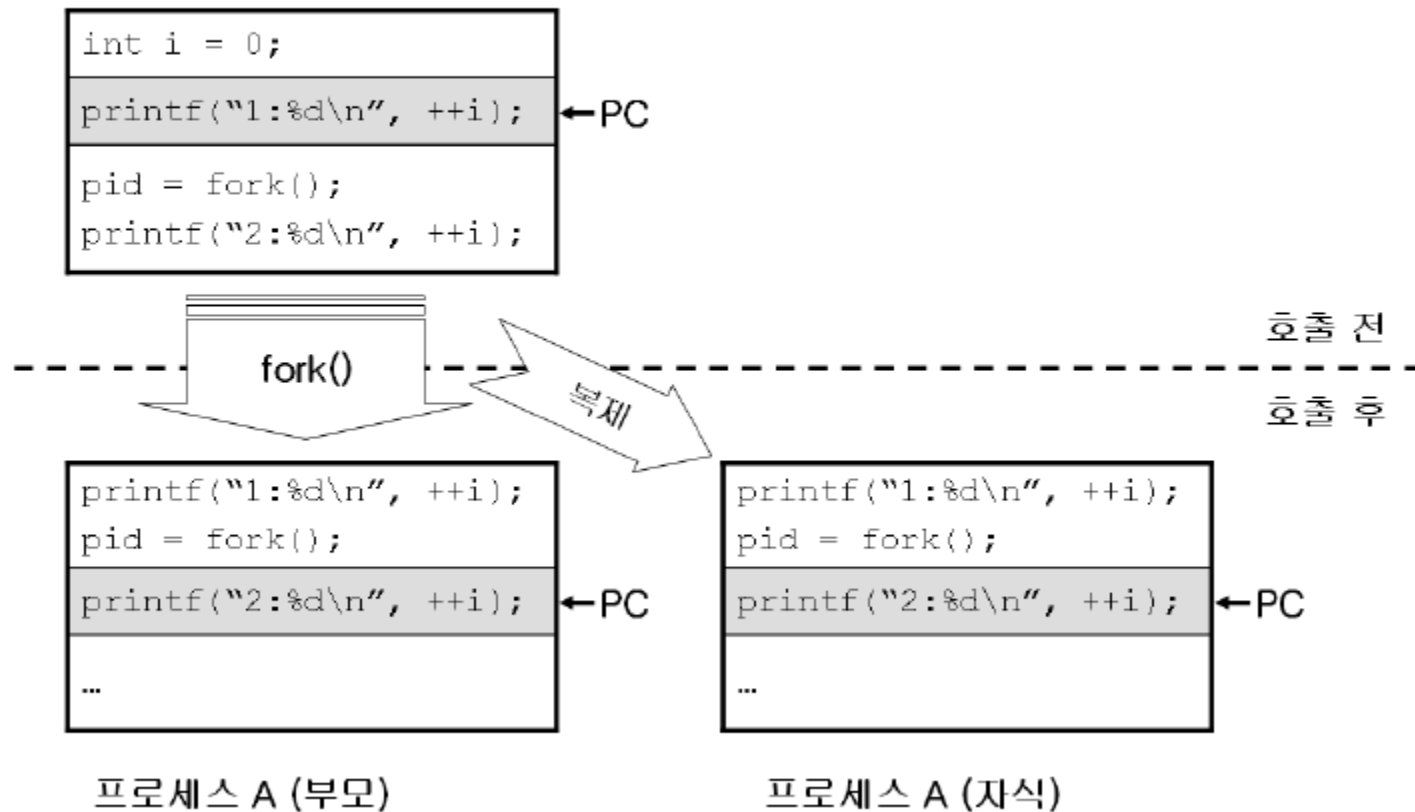 int i = 0;
printf("1:%d\n", ++i);
←PC
pid = fork();
printf("2:%d\n", ++i);
호출 전
fork()
복제
호출 후
printf("1:%d\n", ++i);
pid = fork();
printf("2:%d\n", ++i);
←PC
…
프로세스 A (부모)
printf("1:%d\n", ++i);
pid = fork();
printf("2:%d\n", ++i);
←PC
…
프로세스 A (자식)